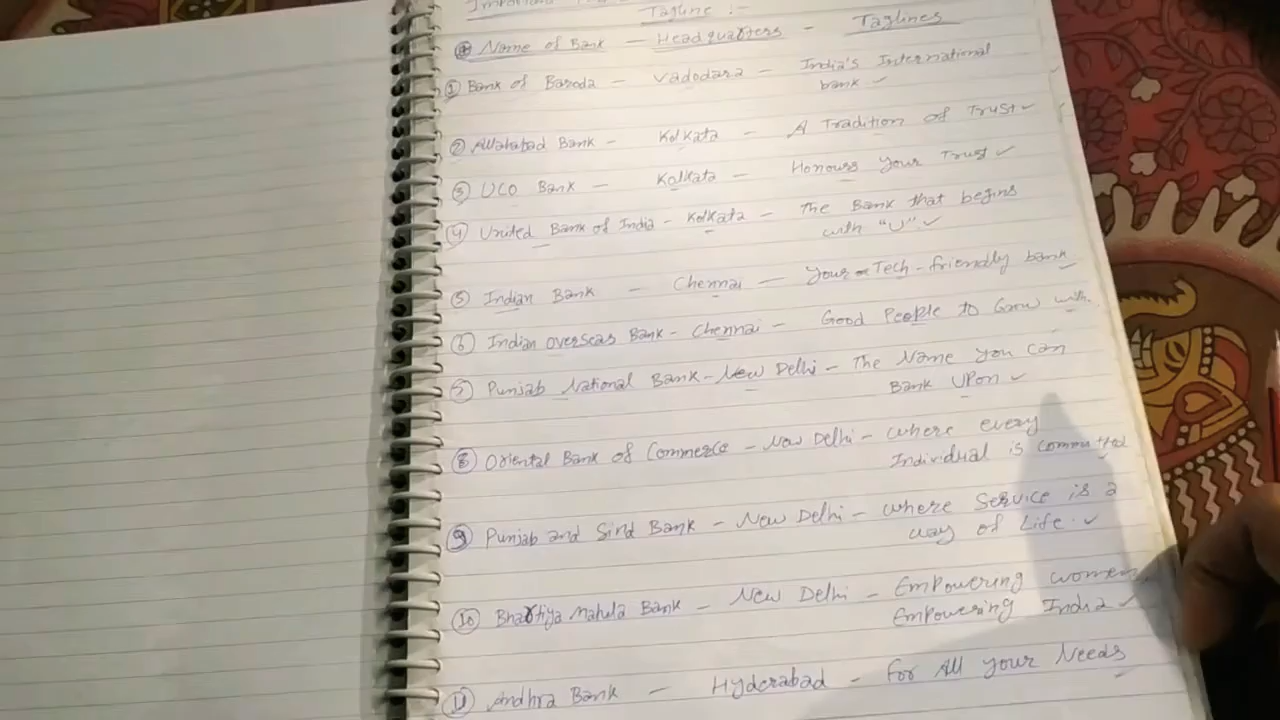 Important
Tagline :-
Name of Bank - Headquarters - Taglines
① Bank of Baroda - Vadodara - India's International
bank ✓
② Allahabad Bank - Kolkata - A Tradition of Trust ✓
③ UCO Bank - Kolkata - Honours Your Trust ✓
④ United Bank of India - Kolkata - The Bank that begins
with "U" ✓
⑤ Indian Bank - Chennai - Your Tech-friendly bank
⑥ Indian Overseas Bank - Chennai - Good People to Grow with
⑦ Punjab National Bank - New Delhi - The Name you can
Bank Upon ✓
⑧ Oriental Bank of Commerce - New Delhi - Where every
Individual is committed
⑨ Punjab and Sind Bank - New Delhi - Where Service is a
way of Life. ✓
⑩ Bhartiya Mahila Bank - New Delhi - Empowering women
Empowering India ✓
⑪ Andhra Bank - Hyderabad - For All Your Needs